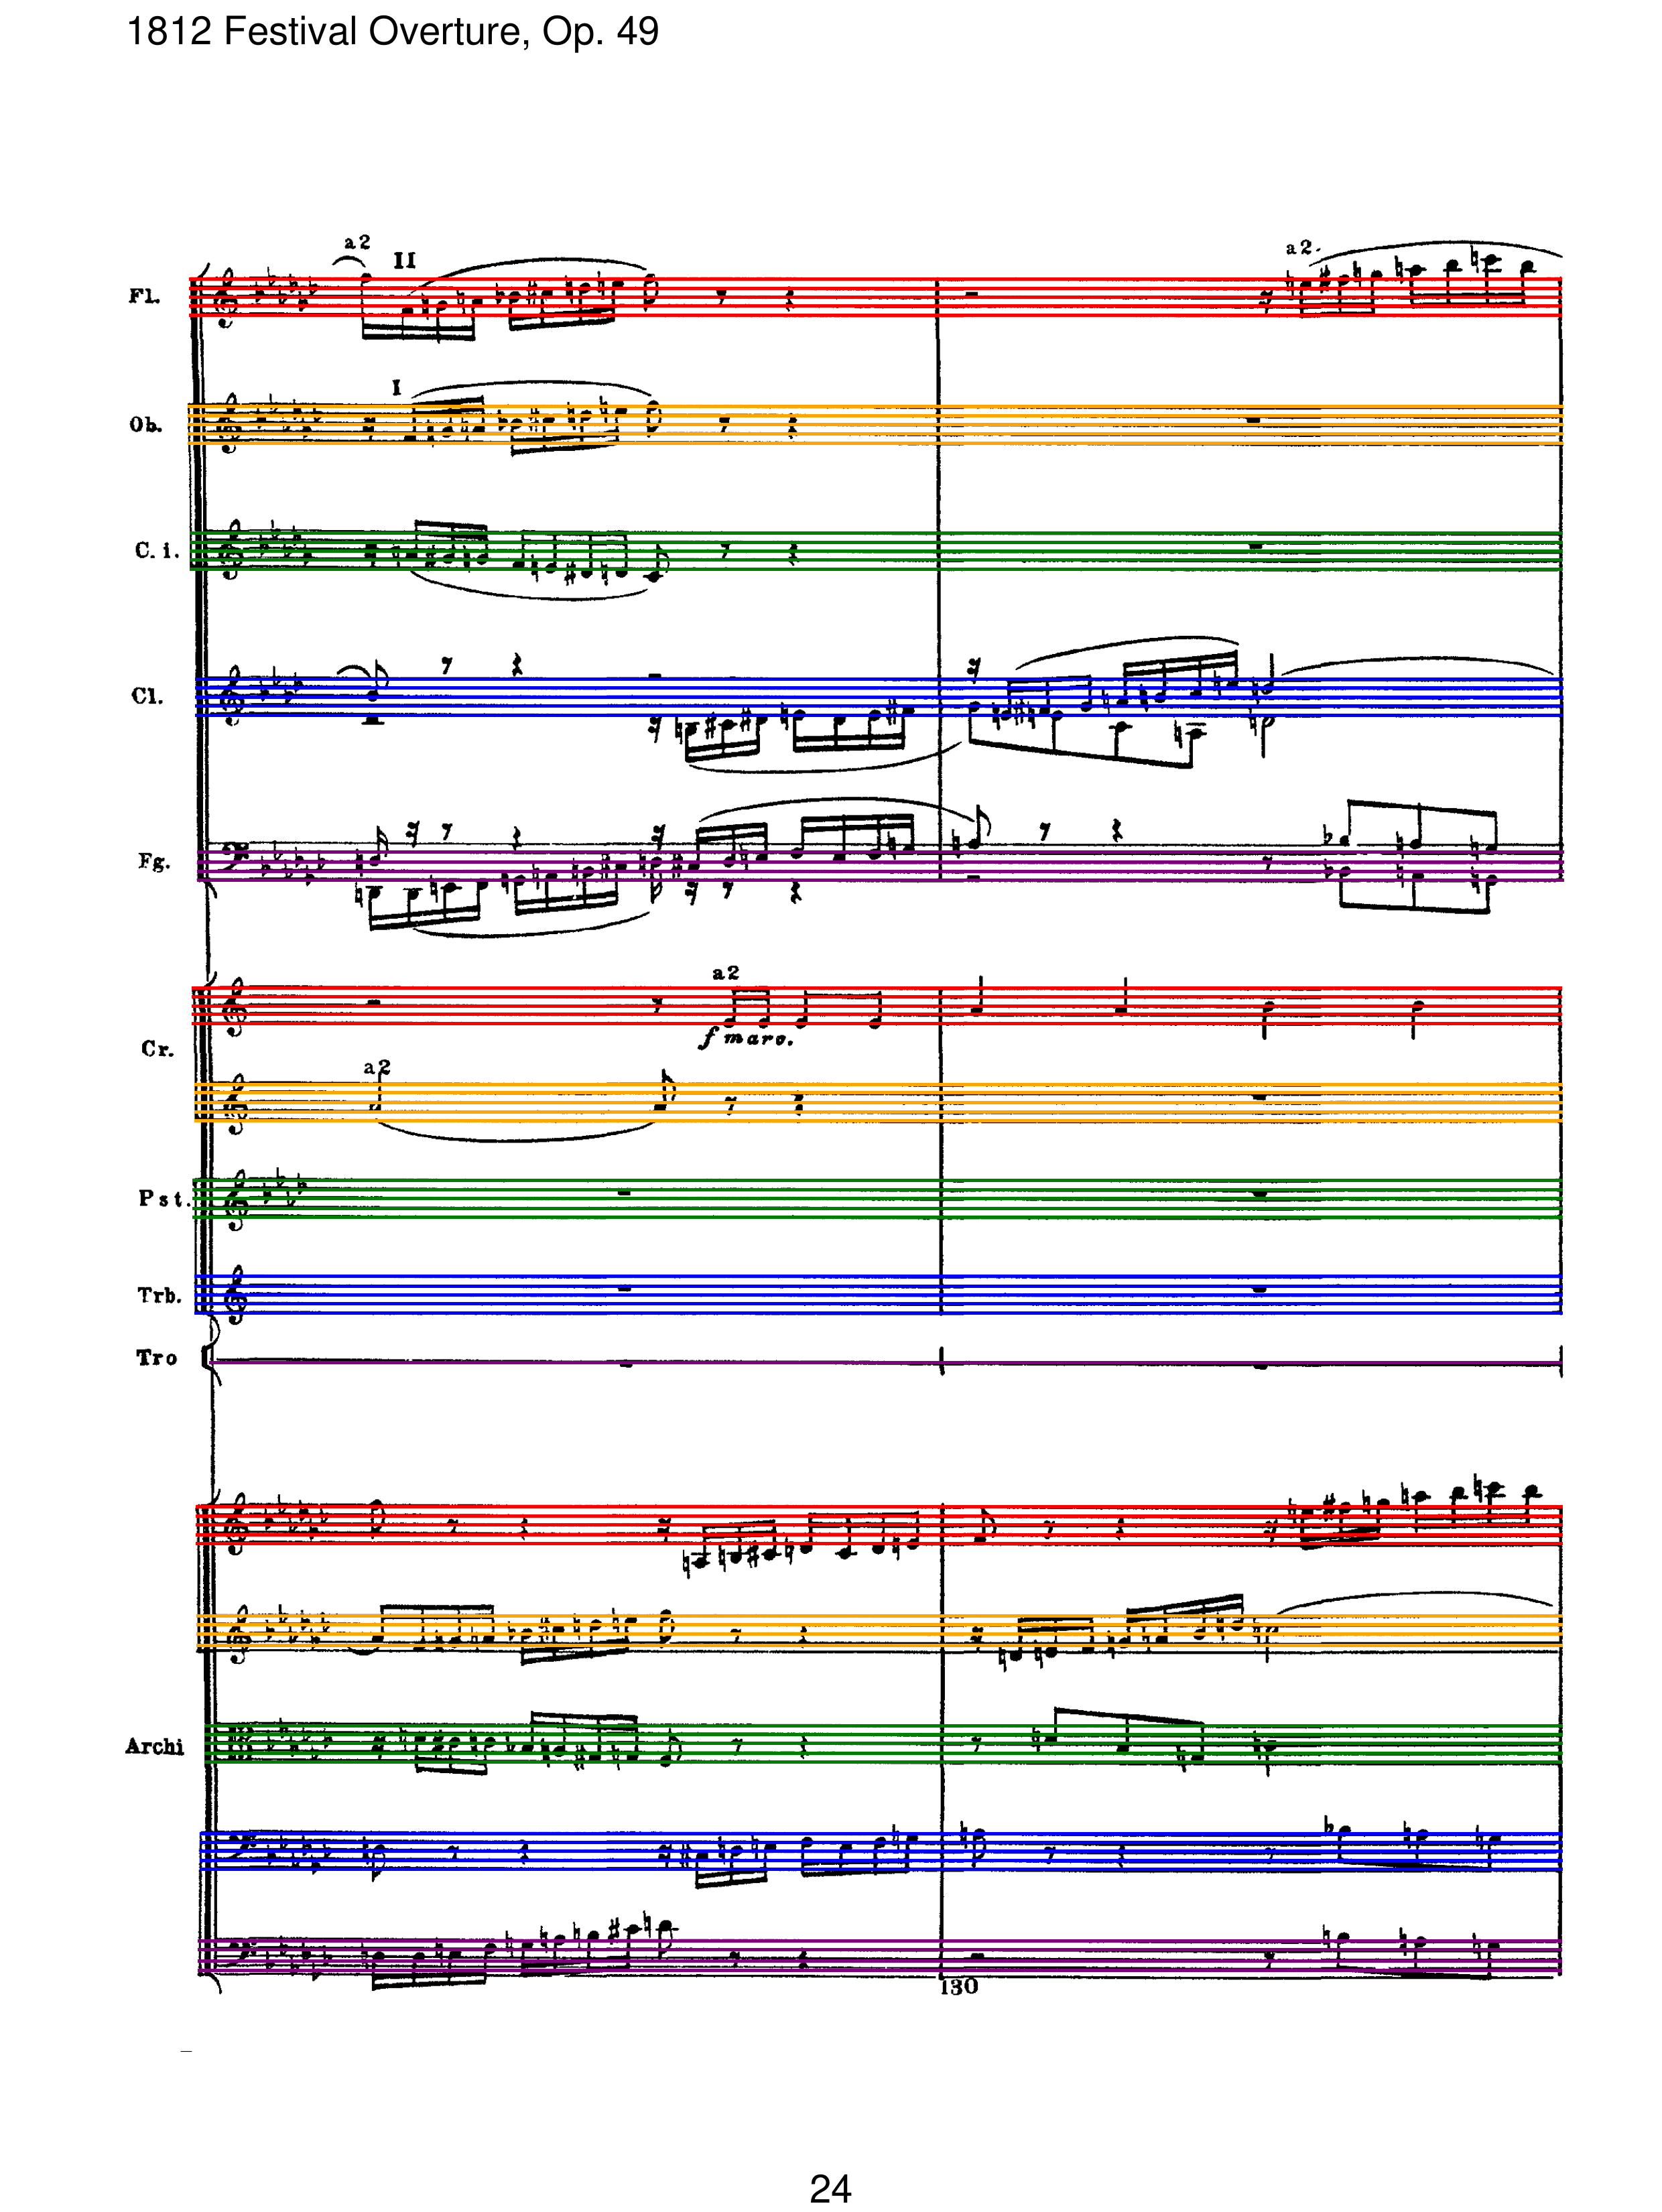 1812 Festival Overture, Op. 49
a2
II
a2.
Fl.
I
Ob.
C. i.
Cl.
Fg.
a2
f marc.
Cr.
a2
Pst.
Trb.
Tro
Archi
130
24